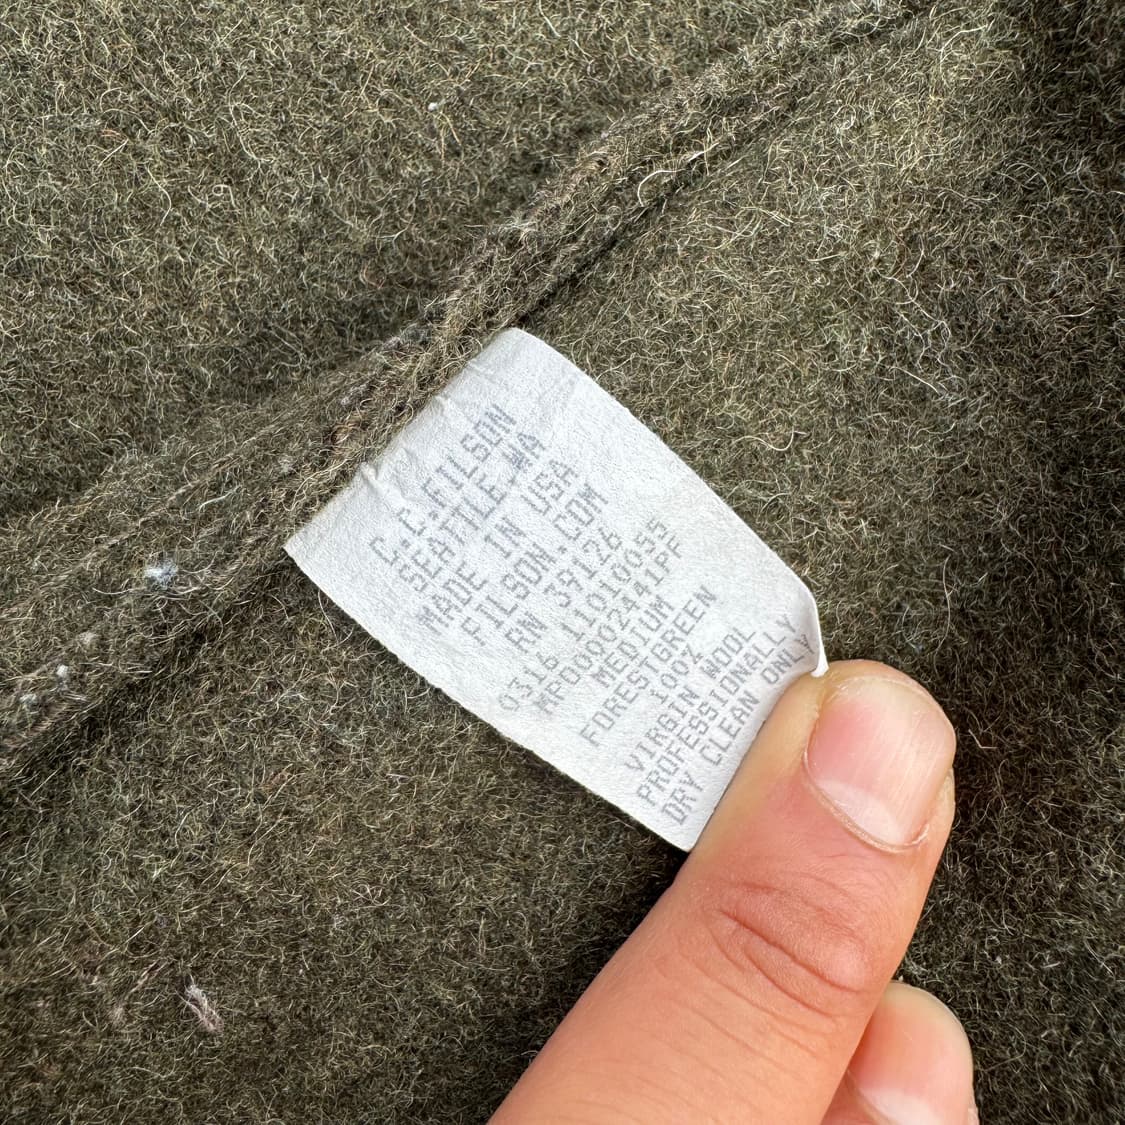 C.C.FILSON
SEATTLE,WA
MADE IN USA
FILSON.COM
RN 39126
0316 11010055
MP00002441PF
MEDIUM
FORESTGREEN
100%
VIRGIN WOOL
PROFESSIONALLY
DRY CLEAN ONLY